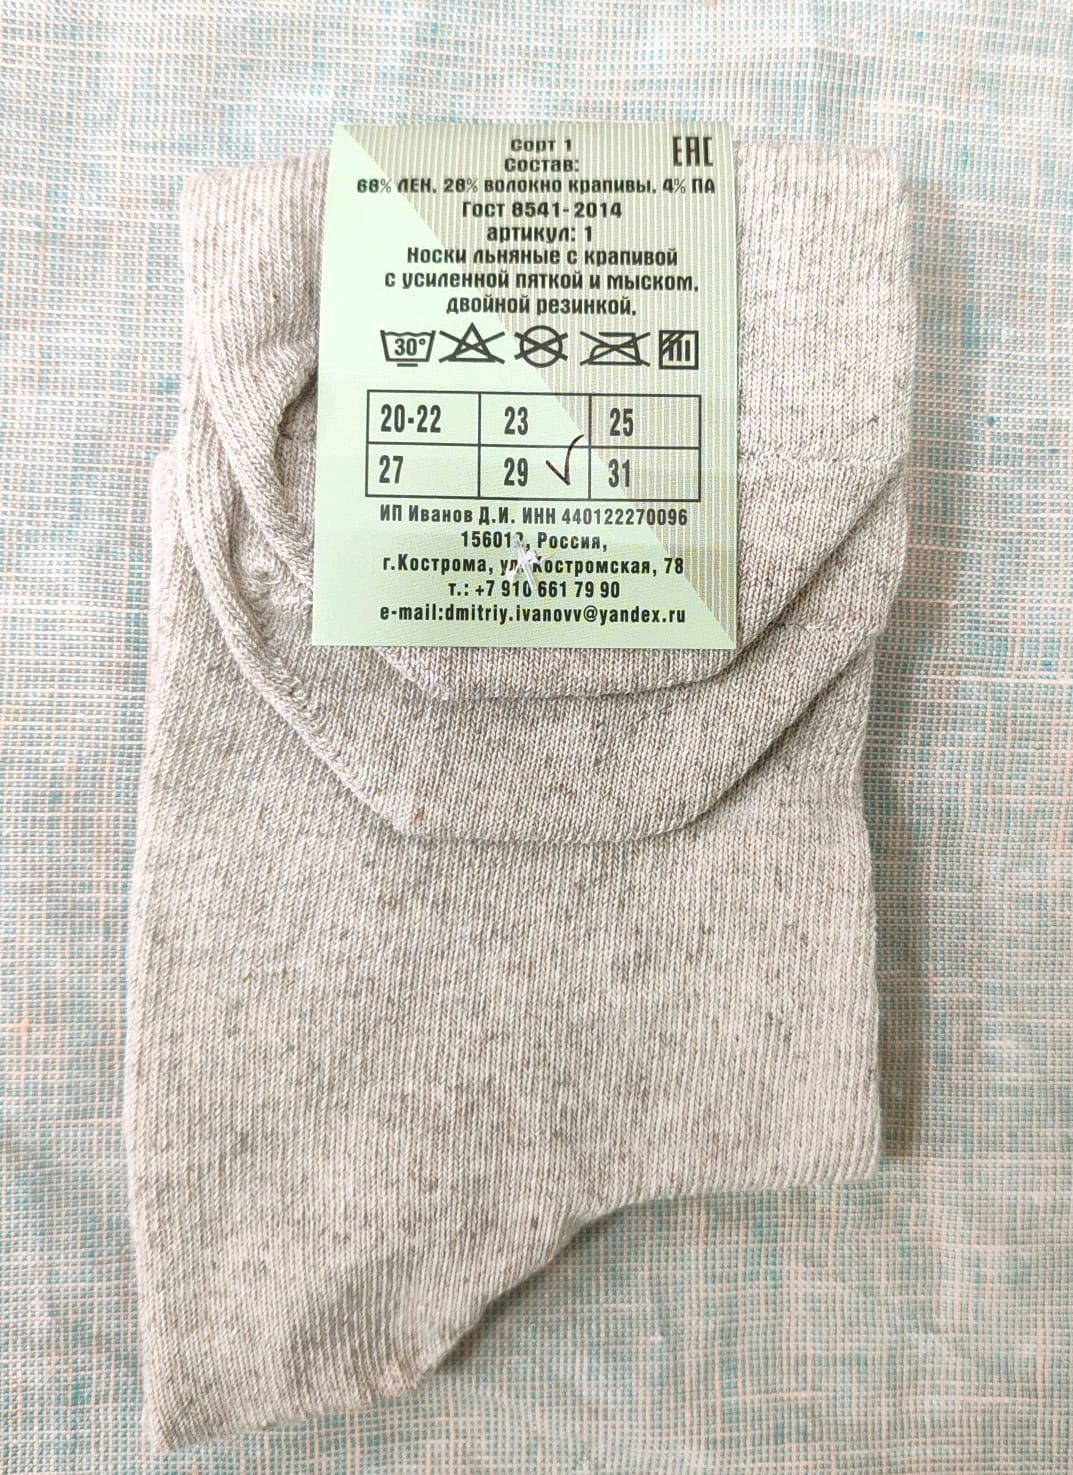 Сорт 1
EAC
Состав:
68% ЛЕН, 28% волокно крапивы, 4% ПА
Гост 8541-2014
артикул: 1
Носки льняные с крапивой
с усиленной пяткой и мыском,
двойной резинкой.
30°
20-22 23 25
27 29 31
ИП Иванов Д.И. ИНН 440122270096
Россия,
г.Кострома, ул. Костромская, 78
т.: +7 910 661 79 90
e-mail:dmitriy.ivanovv@yandex.ru